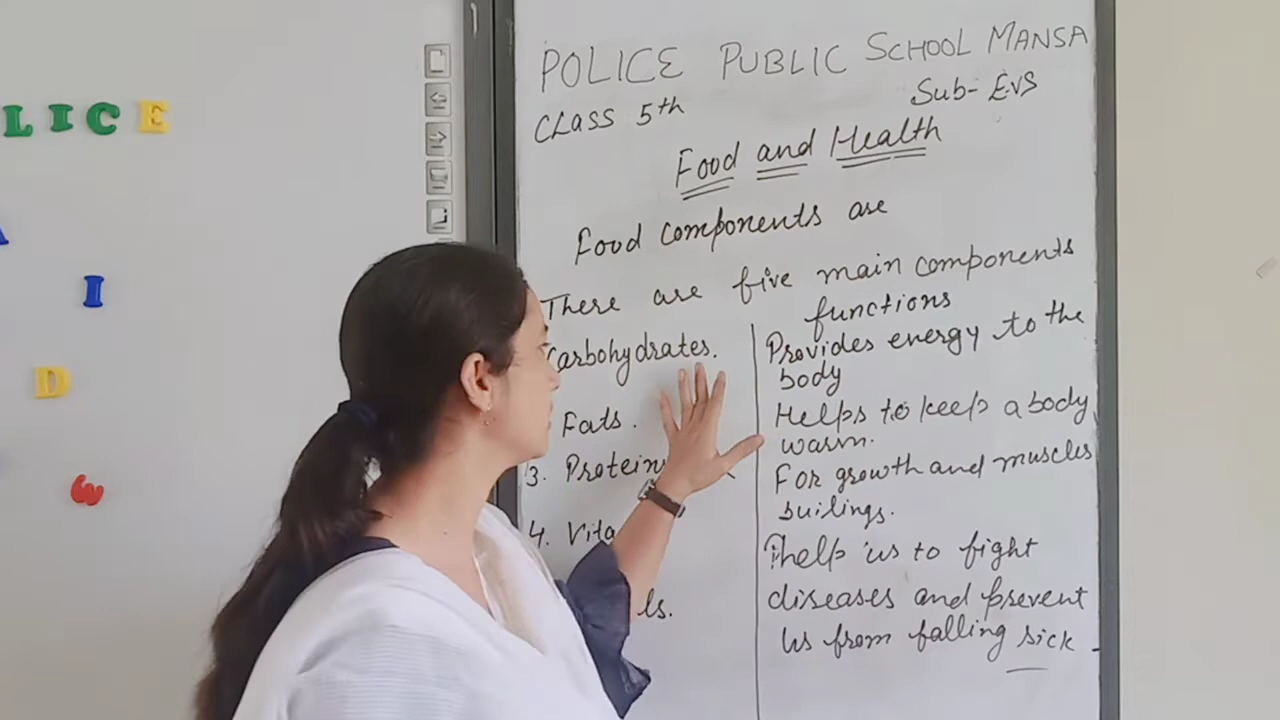 LICE
I
D
POLICE PUBLIC SCHOOL MANSA
CLASS 5th
Sub- EVS
Food and Health
Food components are
There are five main components
functions
Carbohydrates.
Provides energy to the
body
Fats.
Helps to keep a body
warm.
3. Protein
For growth and muscles
builings.
4. Vita
help us to fight
diseases and prevent
ls.
us from falling sick